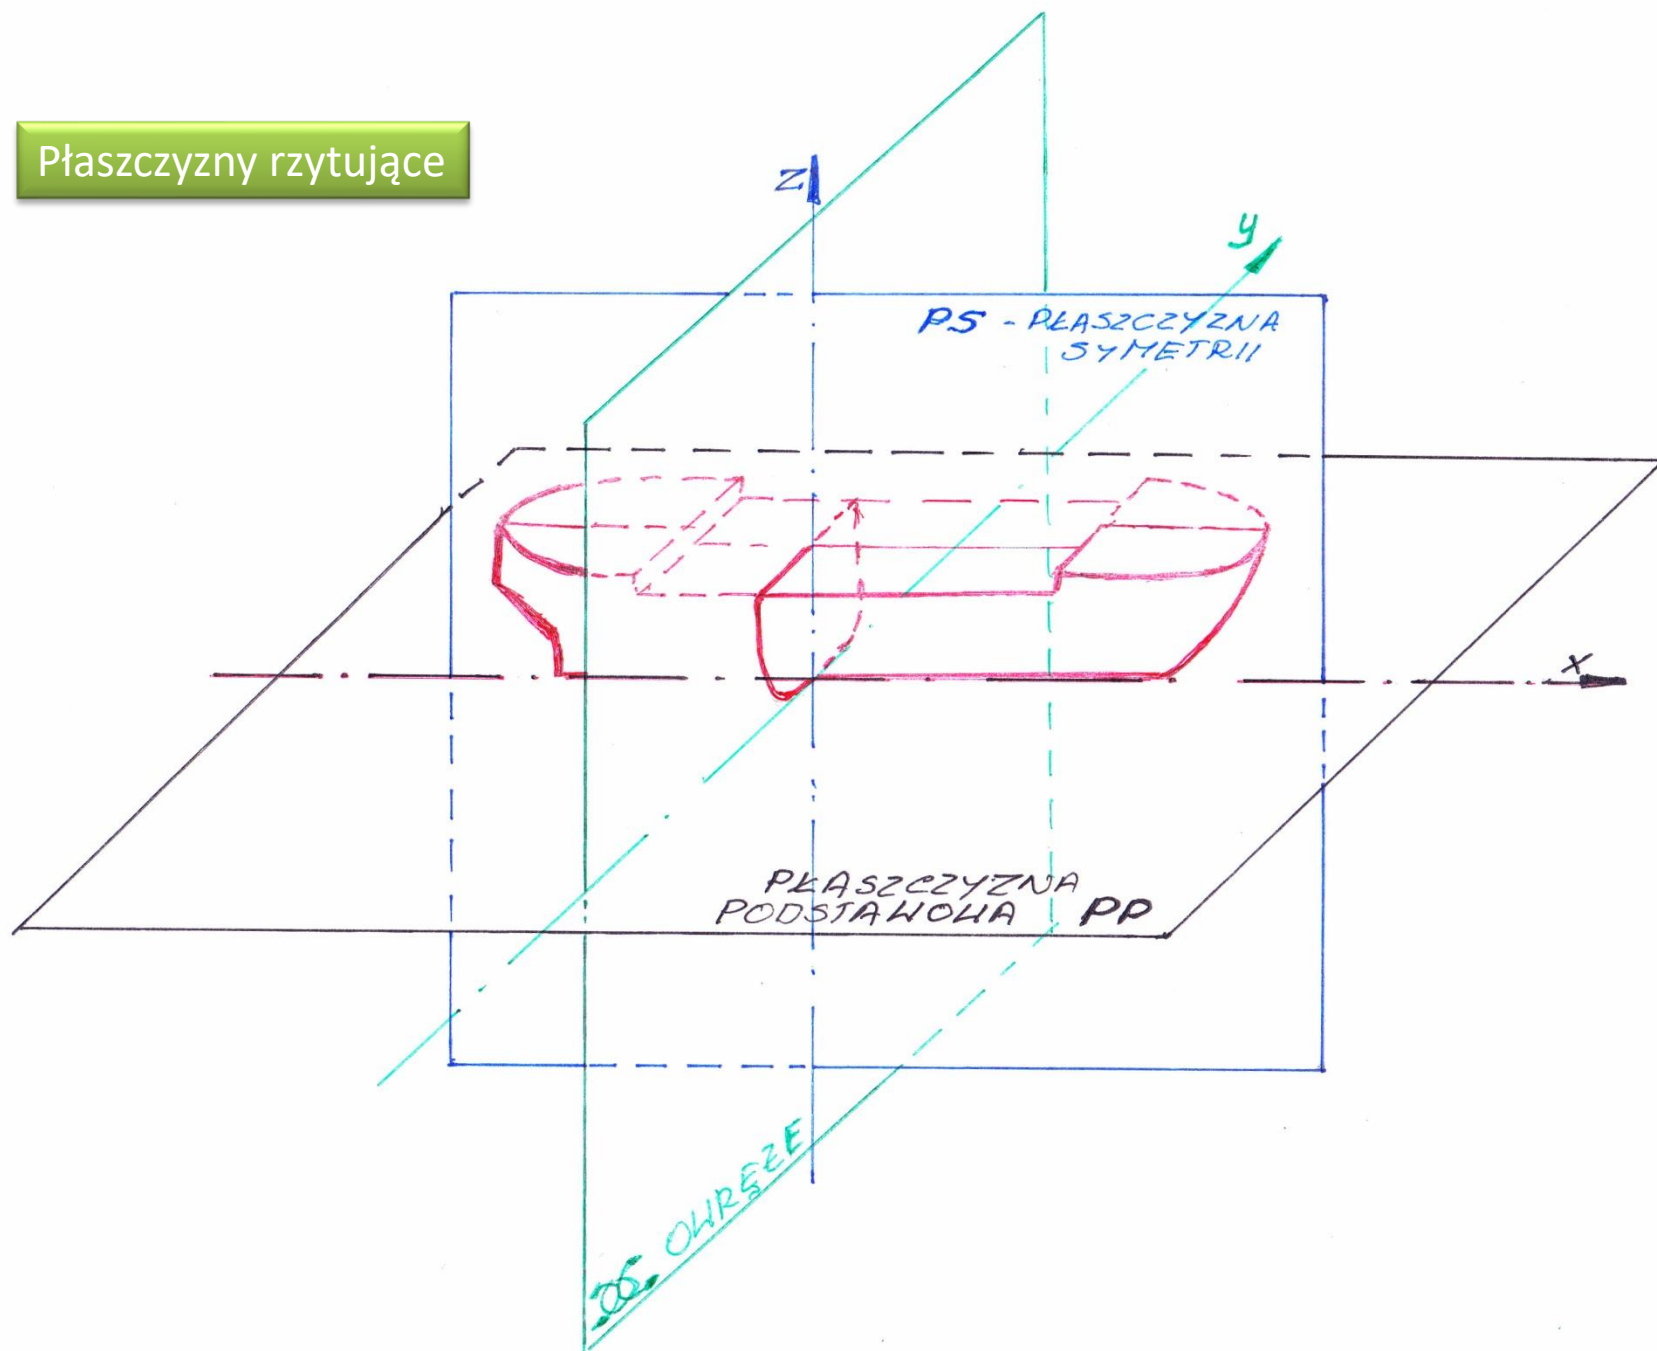 Płaszczyzny rzytujące
Z
y
PS - PŁASZCZYZNA
SYMETRII
x
PŁASZCZYZNA
PODSTAWOWA PP
OWRĘŻE